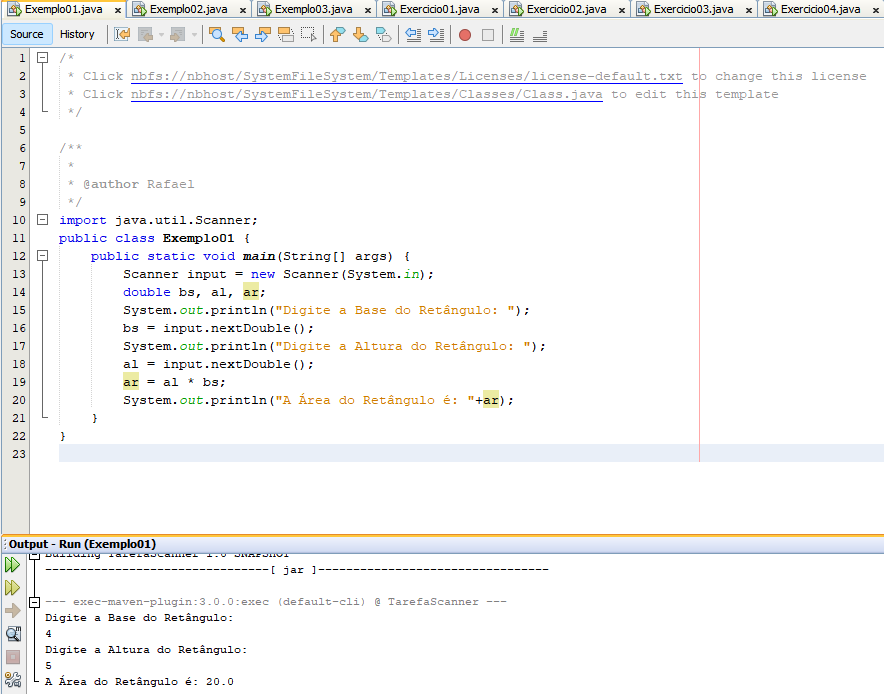 Exemplo01.java × Exemplo02.java × Exemplo03.java × Exercicio01.java × Exercicio02.java × Exercicio03.java × Exercicio04.java ×
Source History
1 /*
2 * Click nbfs://nbhost/SystemFileSystem/Templates/Licenses/license-default.txt to change this license
3 * Click nbfs://nbhost/SystemFileSystem/Templates/Classes/Class.java to edit this template
4 */
5
6 /**
7 *
8 * @author Rafael
9 */
10 import java.util.Scanner;
11 public class Exemplo01 {
12 public static void main(String[] args) {
13 Scanner input = new Scanner(System.in);
14 double bs, al, ar;
15 System.out.println("Digite a Base do Retângulo: ");
16 bs = input.nextDouble();
17 System.out.println("Digite a Altura do Retângulo: ");
18 al = input.nextDouble();
19 ar = al * bs;
20 System.out.println("A Área do Retângulo é: "+ar);
21 }
22 }
23
Output - Run (Exemplo01)
Building TarefaScanner 1.0-SNAPSHOT
--------------------------------[ jar ]---------------------------------
--- exec-maven-plugin:3.0.0:exec (default-cli) @ TarefaScanner ---
Digite a Base do Retângulo:
4
Digite a Altura do Retângulo:
5
A Área do Retângulo é: 20.0